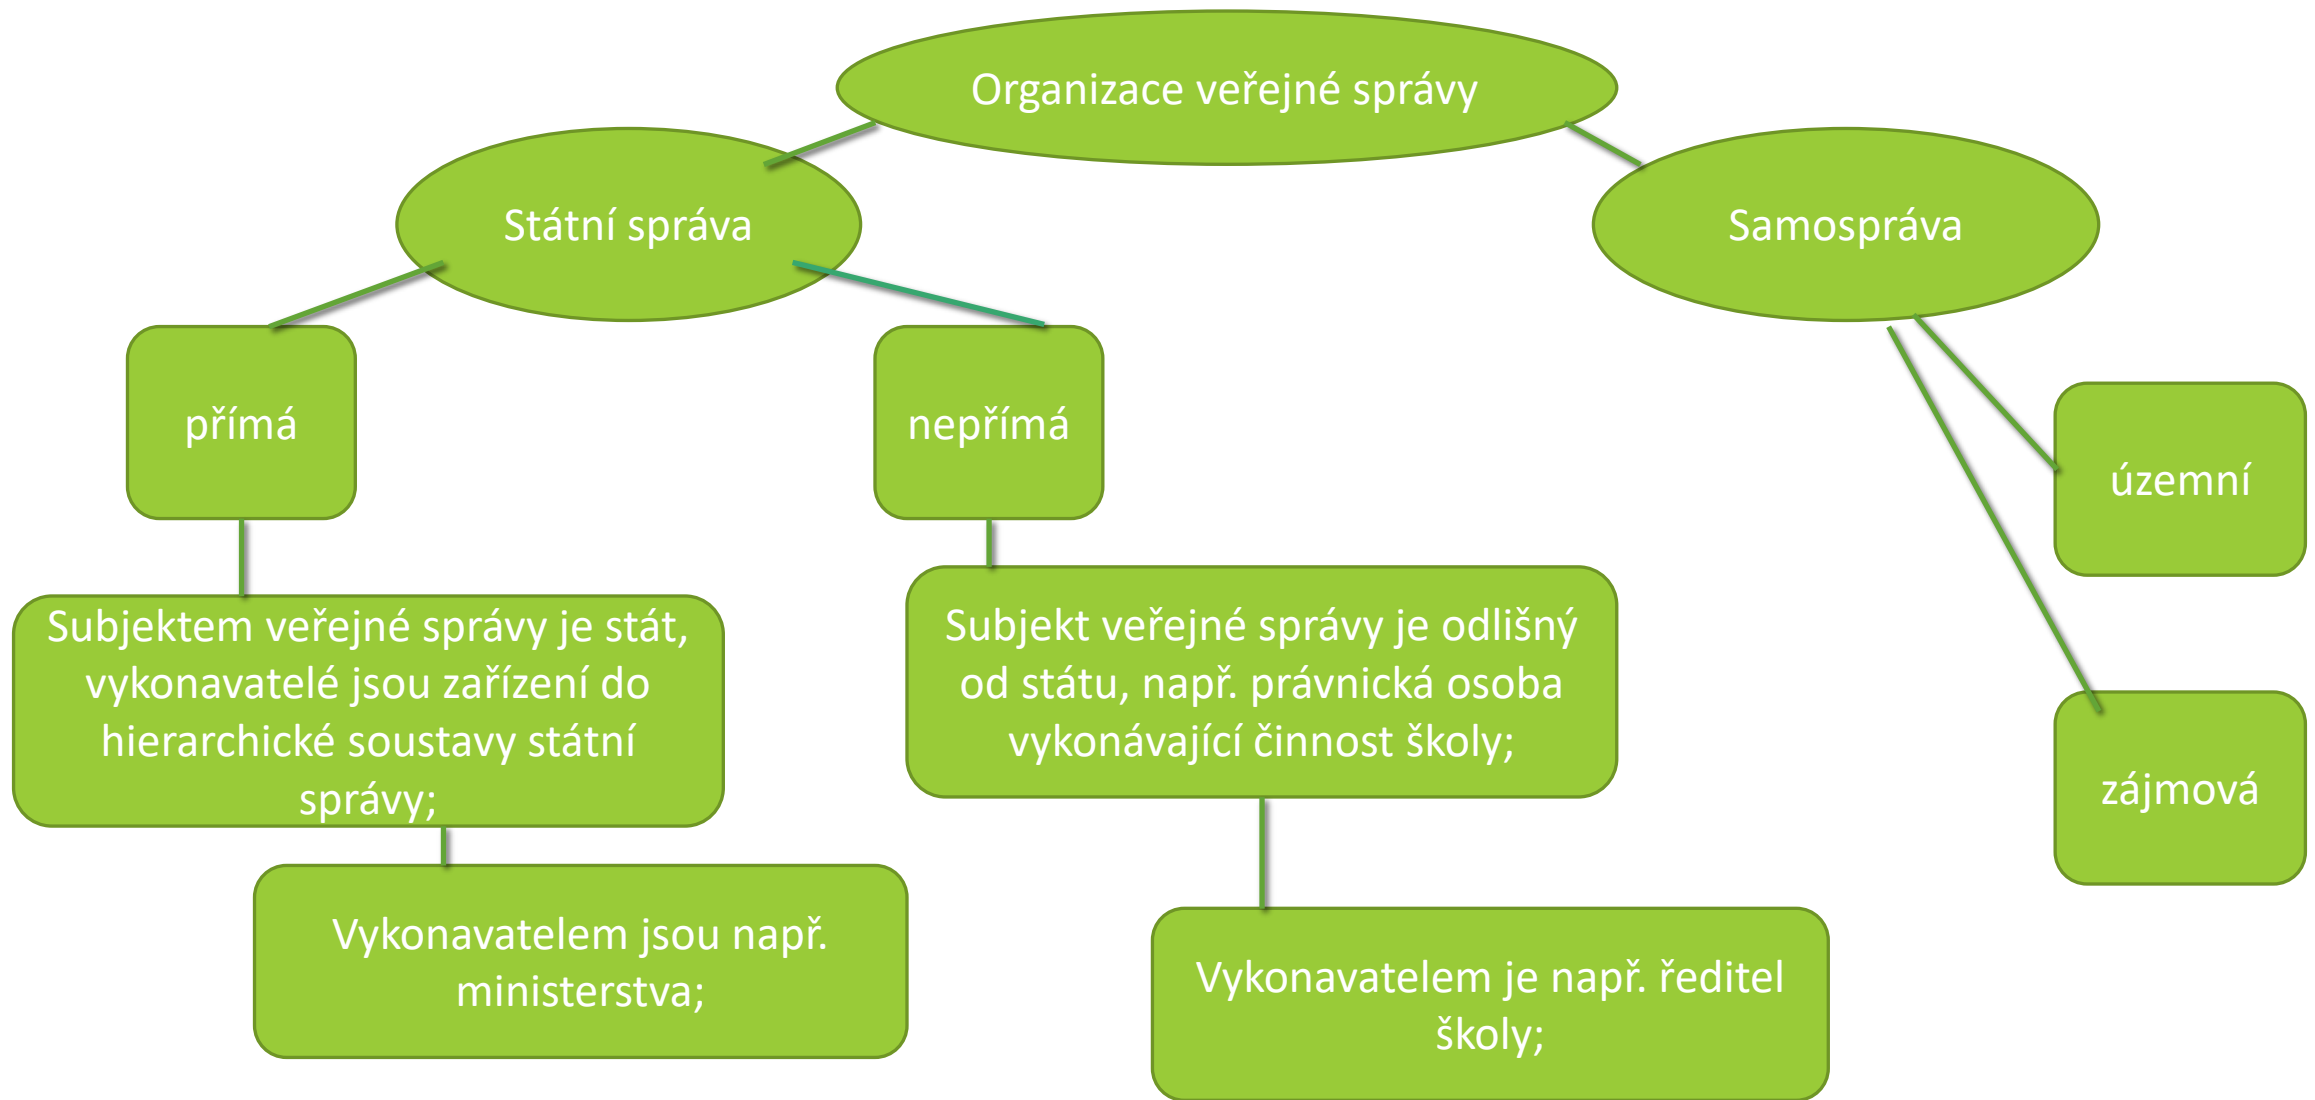 Organizace veřejné správy
Státní správa
Samospráva
přímá
nepřímá
územní
Subjektem veřejné správy je stát,
vykonavatelé jsou zařízení do
hierarchické soustavy státní
správy;
Subjekt veřejné správy je odlišný
od státu, např. právnická osoba
vykonávající činnost školy;
zájmová
Vykonavatelem jsou např.
ministerstva;
Vykonavatelem je např. ředitel
školy;